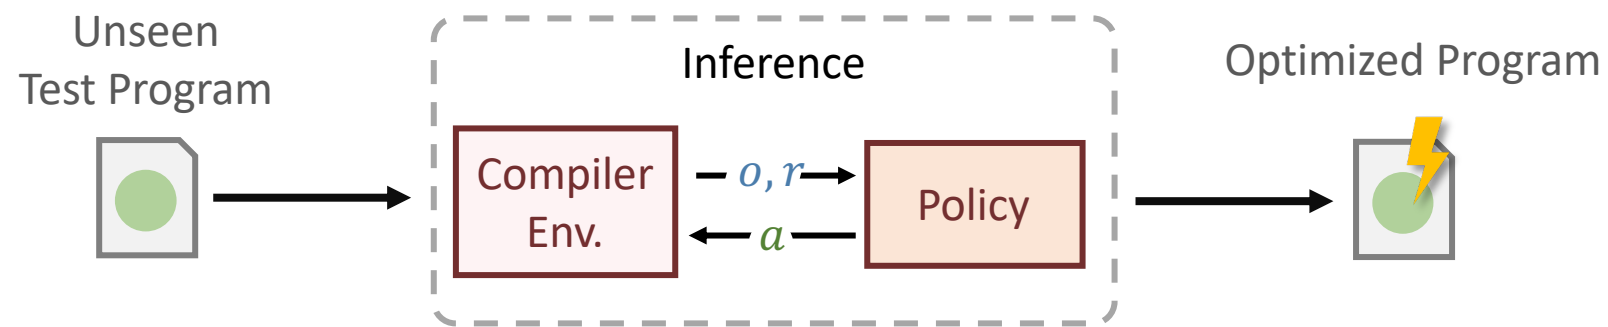 Unseen
Test Program
Inference
Compiler
Env.
o, r
a
Policy
Optimized Program